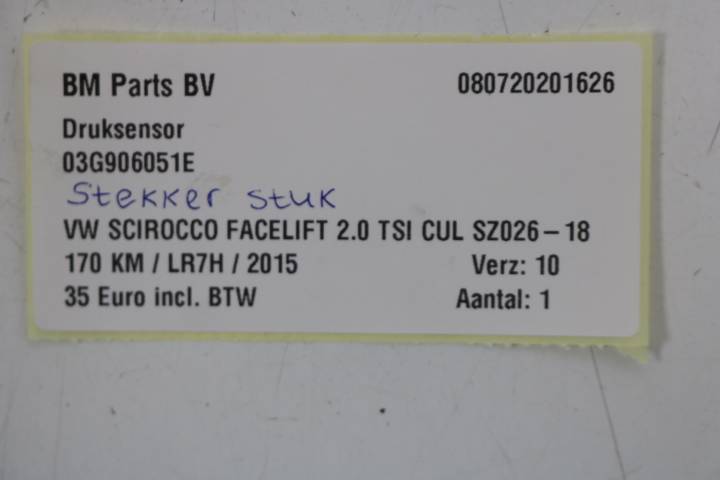 BM Parts BV 080720201626
Druksensor
03G906051E
Stekker stuk
VW SCIROCCO FACELIFT 2.0 TSI CUL SZ026-18
170 KM / LR7H / 2015 Verz: 10
35 Euro incl. BTW Aantal: 1